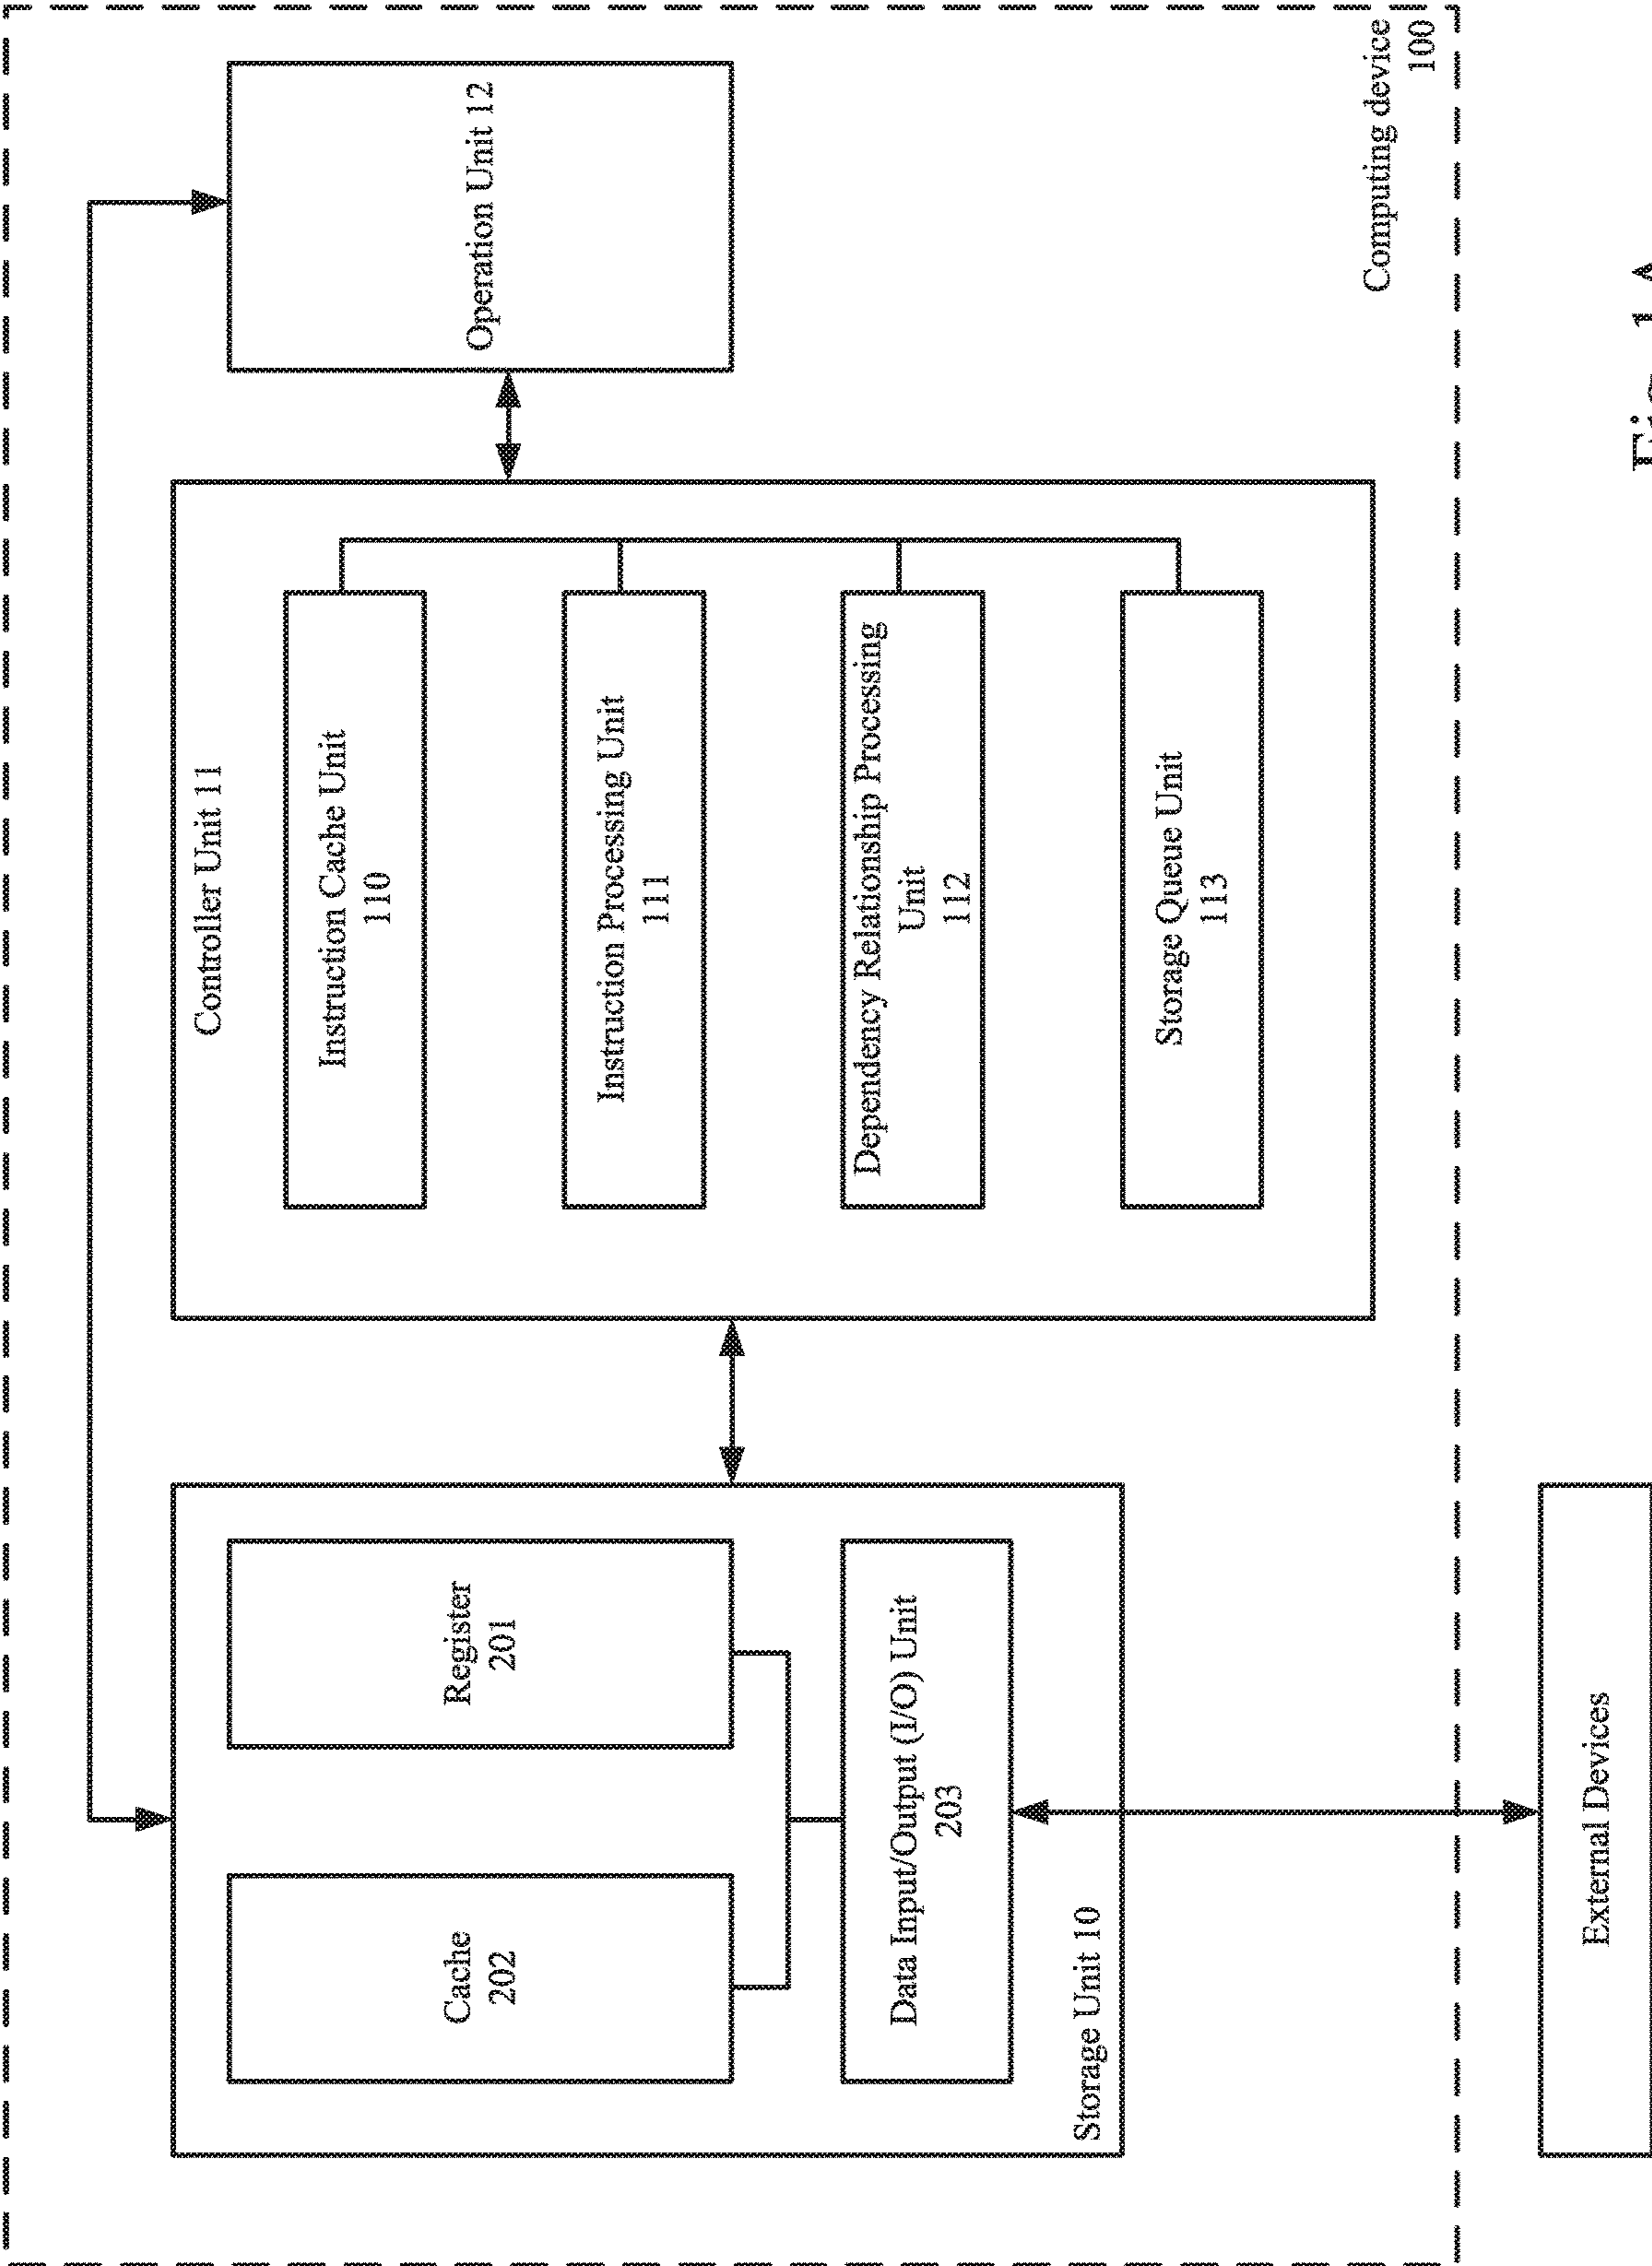 Storage Unit 10
Cache
202
Register
201
Data Input/Output (I/O) Unit
203
Controller Unit 11
Instruction Cache Unit
110
Instruction Processing Unit
111
Dependency Relationship Processing
Unit
112
Storage Queue Unit
113
Operation Unit 12
Computing device
100
External Devices
Fig. 1A